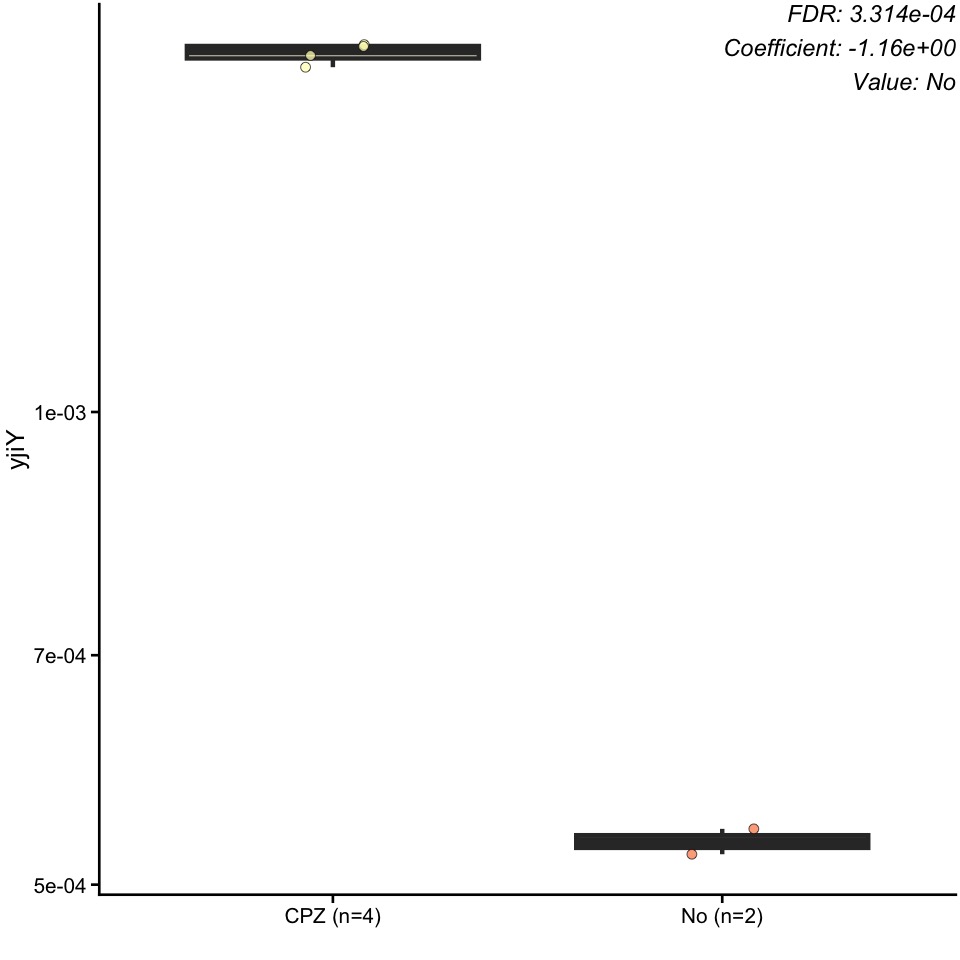 FDR: 3.314e-04
Coefficient: -1.16e+00
Value: No
yjiY
1e-03
7e-04
5e-04
CPZ (n=4)
No (n=2)